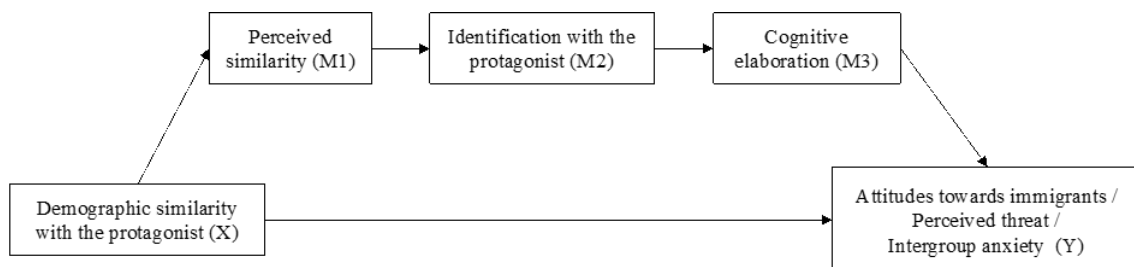 Perceived
similarity (M1)
Identification with the
protagonist (M2)
Cognitive
elaboration (M3)
Demographic similarity
with the protagonist (X)
Attitudes towards immigrants /
Perceived threat /
Intergroup anxiety (Y)